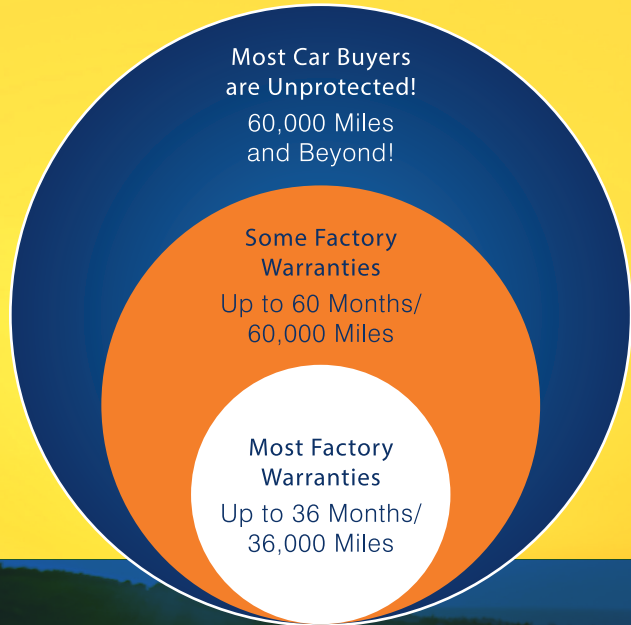 Most Car Buyers
are Unprotected!
60,000 Miles
and Beyond!
Some Factory
Warranties
Up to 60 Months/
60,000 Miles
Most Factory
Warranties
Up to 36 Months/
36,000 Miles